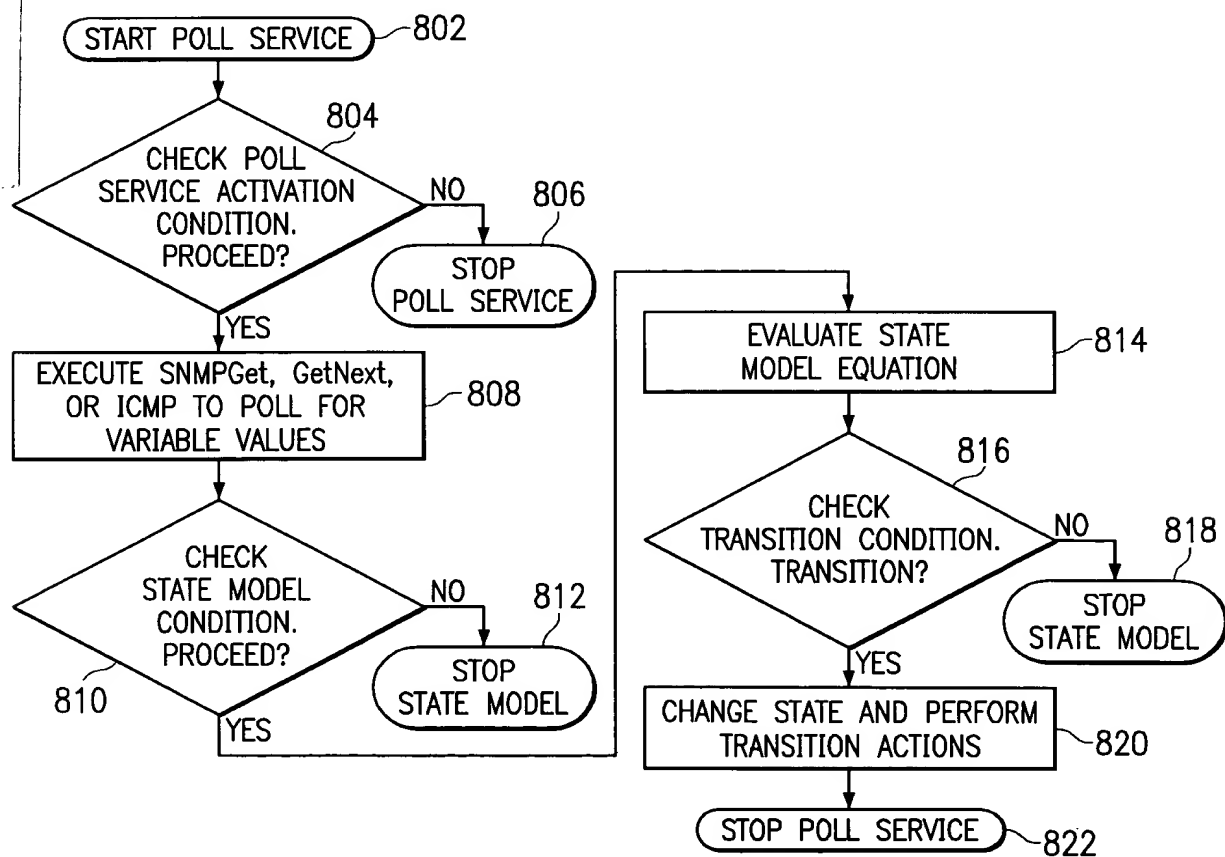 START POLL SERVICE
802
804
CHECK POLL
SERVICE ACTIVATION
CONDITION.
PROCEED?
NO
806
STOP
POLL SERVICE
YES
EXECUTE SNMPGet, GetNext,
OR ICMP TO POLL FOR
VARIABLE VALUES
808
CHECK
STATE MODEL
CONDITION.
PROCEED?
810
NO
812
STOP
STATE MODEL
YES
EVALUATE STATE
MODEL EQUATION
814
816
CHECK
TRANSITION CONDITION.
TRANSITION?
NO
818
STOP
STATE MODEL
YES
CHANGE STATE AND PERFORM
TRANSITION ACTIONS
820
STOP POLL SERVICE
822